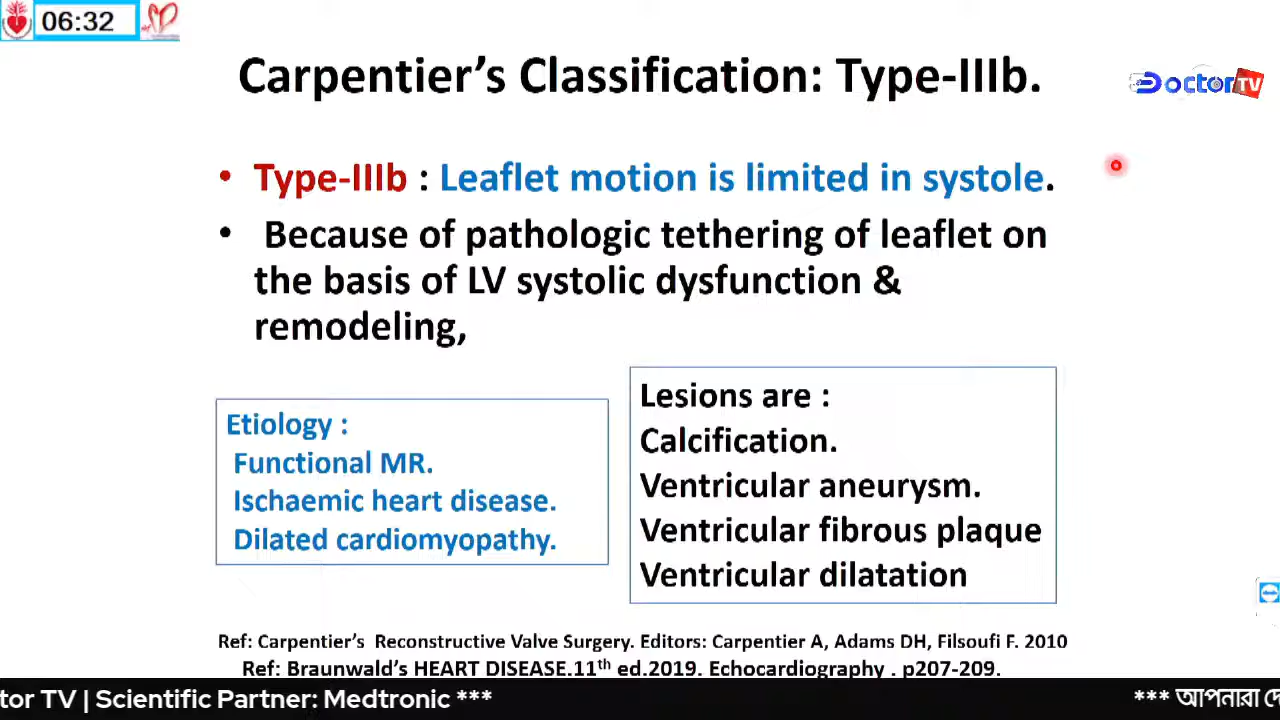 06:32
Carpentier’s Classification: Type-IIIb.
Doctor TV
• Type-IIIb : Leaflet motion is limited in systole.
• Because of pathologic tethering of leaflet on
the basis of LV systolic dysfunction &
remodeling,
Etiology :
Functional MR.
Ischaemic heart disease.
Dilated cardiomyopathy.
Lesions are :
Calcification.
Ventricular aneurysm.
Ventricular fibrous plaque
Ventricular dilatation
Ref: Carpentier’s Reconstructive Valve Surgery. Editors: Carpentier A, Adams DH, Filsoufi F. 2010
Ref: Braunwald’s HEART DISEASE.11th ed.2019. Echocardiography . p207-209.
tor TV | Scientific Partner: Medtronic *** *** আপনারা